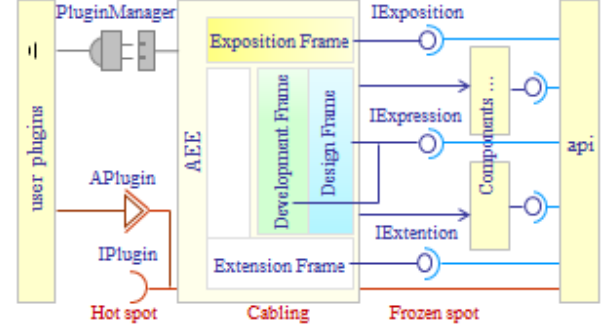 PluginManager
IExposition
Exposition Frame
user plugins
AEE
Development Frame
Design Frame
IExpression
Components ...
api
APlugin
IPlugin
IExtention
Extension Frame
Hot spot
Cabling
Frozen spot